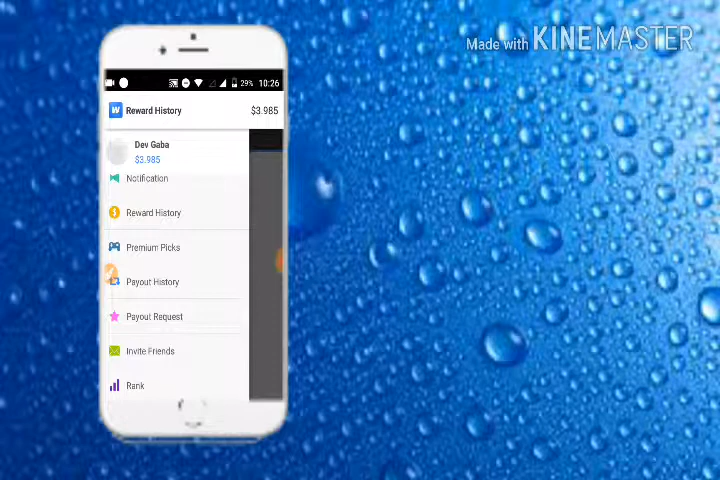 Made with KINEMASTER
29% 10:26
W Reward History $3.985
Dev Gaba
$3.985
Notification
Reward History
Premium Picks
Payout History
Payout Request
Invite Friends
Rank